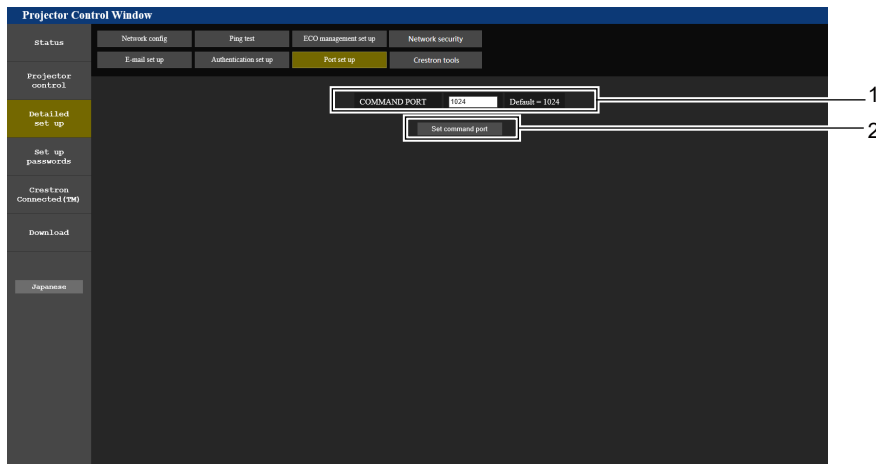 Projector Control Window
Status
Network config
Ping test
ECO management set up
Network security
E-mail set up
Authentication set up
Port set up
Crestron tools
Projector
control
Detailed
set up
Set up
passwords
Crestron
Connected(TM)
Download
Japanese
COMMAND PORT 1024 Default = 1024
1
Set command port
2